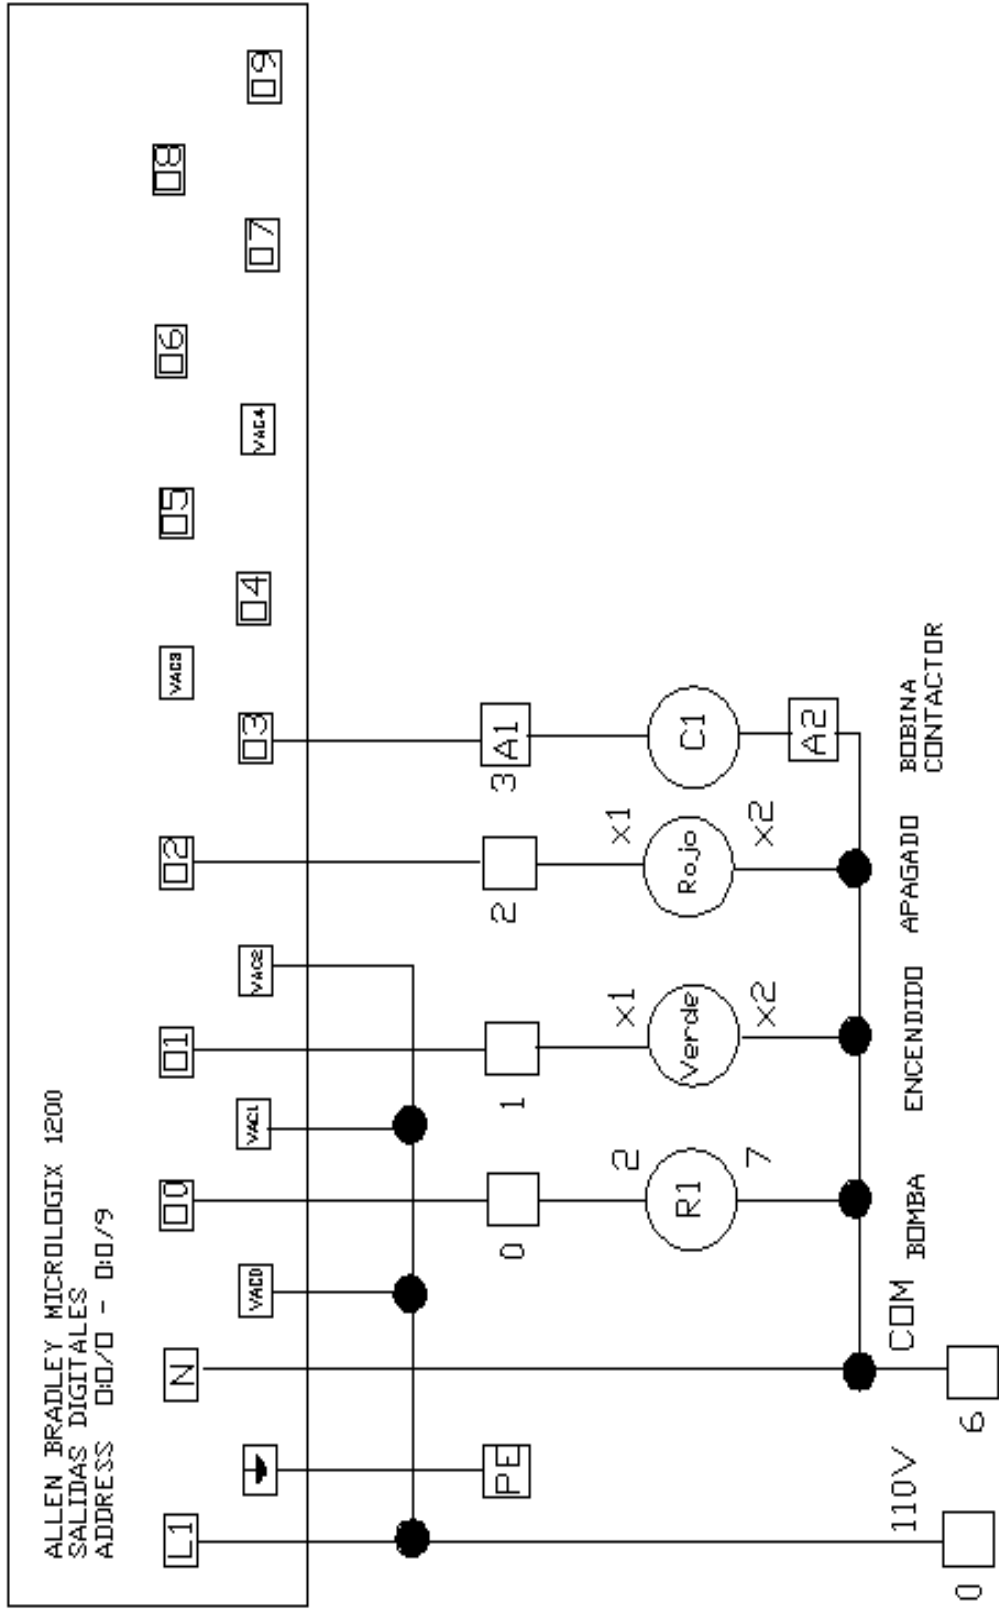 ALLEN BRADLEY MICROLOGIX 1200
SALIDAS DIGITALES
ADDRESS O:0/0 - O:0/9
L1
N
VAC0
O0
VAC1
O1
VAC2
O2
O3
VAC3
O4
O5
VAC4
O6
O7
O8
O9
PE
0
1
2
3
A1
2
R1
7
x1
Verde
x2
x1
Rojo
x2
C1
A2
110V
COM
BOMBA
ENCENDIDO
APAGADO
BOBINA
CONTACTOR
0
6